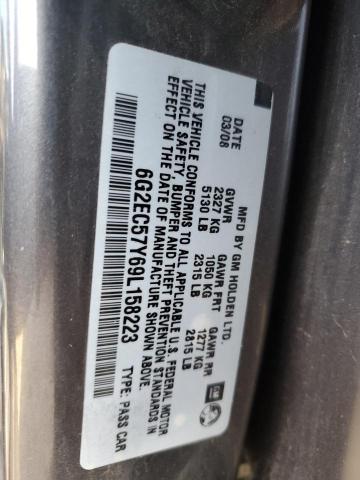 MFD BY GM HOLDEN LTD.
DATE GVWR GAWR FRT GAWR RR
03/08 2327 KG 1050 KG 1277 KG
5130 LB 2315 LB 2815 LB
THIS VEHICLE CONFORMS TO ALL APPLICABLE U.S. FEDERAL MOTOR
VEHICLE SAFETY, BUMPER AND THEFT PREVENTION STANDARDS IN
EFFECT ON THE DATE OF MANUFACTURE SHOWN ABOVE.
6G2EC57Y69L158223 TYPE: PASS CAR
GM